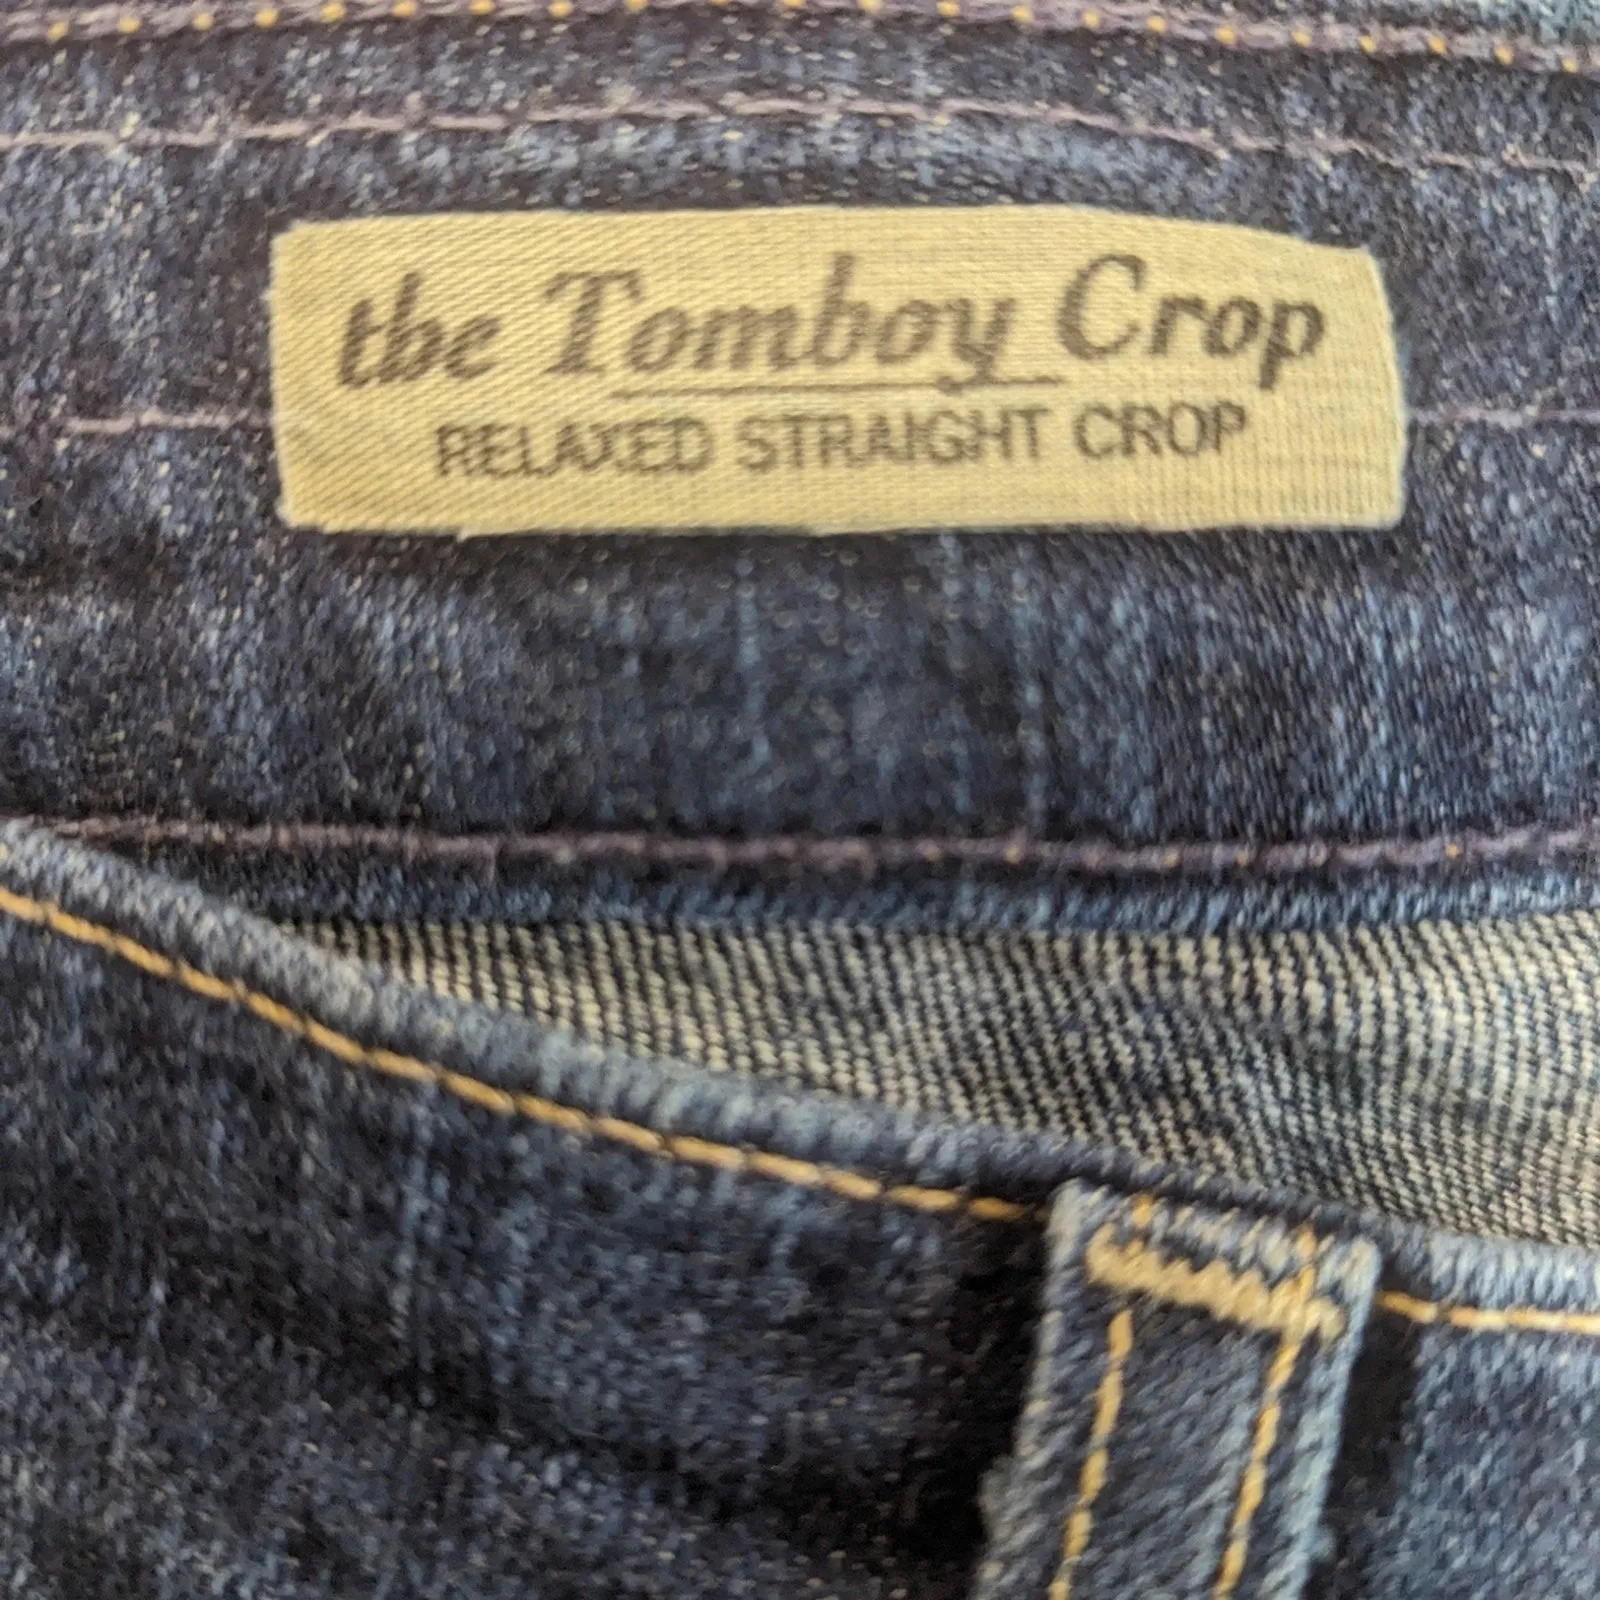 the Tomboy Crop
RELAXED STRAIGHT CROP